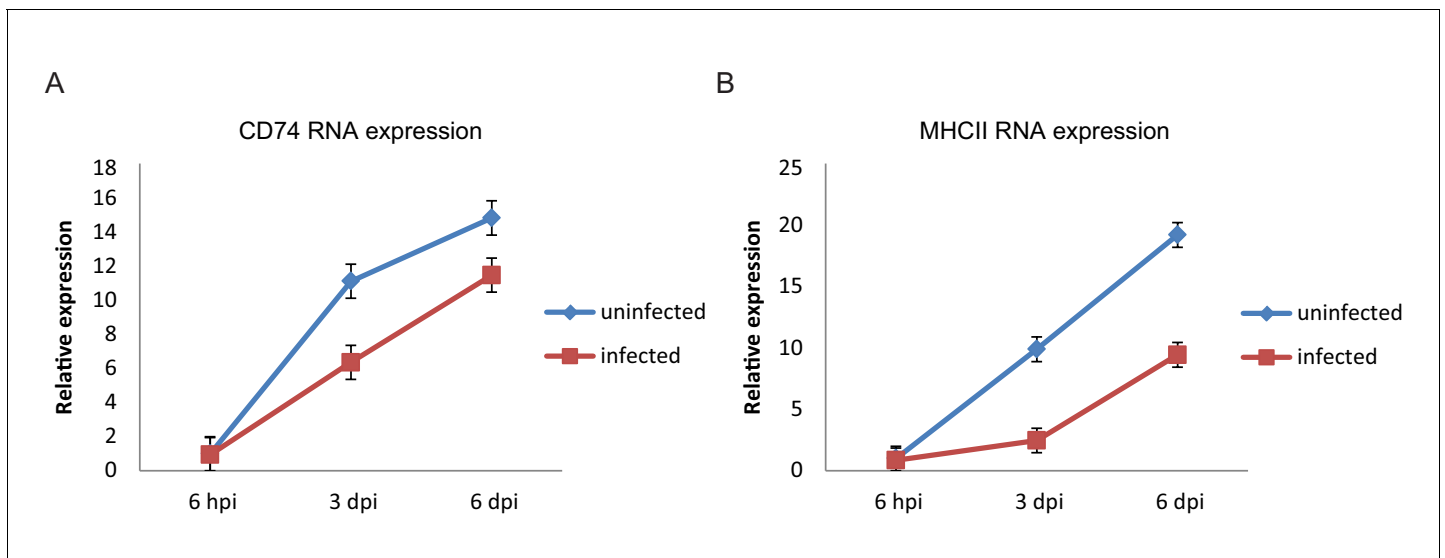 A
CD74 RNA expression
Relative expression
18
16
14
12
10
8
6
4
2
0
6 hpi 3 dpi 6 dpi
uninfected
infected
B
MHCII RNA expression
Relative expression
25
20
15
10
5
0
6 hpi 3 dpi 6 dpi
uninfected
infected